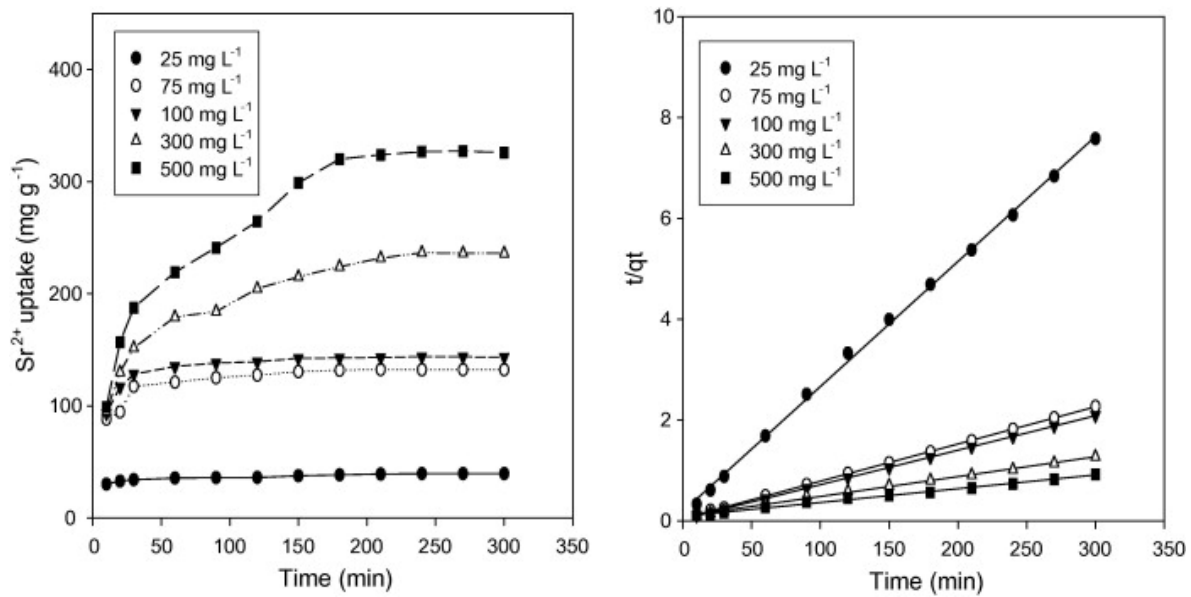 400
300
200
100
0
0 50 100 150 200 250 300 350
Sr²⁺ uptake (mg g⁻¹)
Time (min)
25 mg L⁻¹
75 mg L⁻¹
100 mg L⁻¹
300 mg L⁻¹
500 mg L⁻¹
10
8
6
4
2
0
0 50 100 150 200 250 300 350
t/qt
Time (min)
25 mg L⁻¹
75 mg L⁻¹
100 mg L⁻¹
300 mg L⁻¹
500 mg L⁻¹